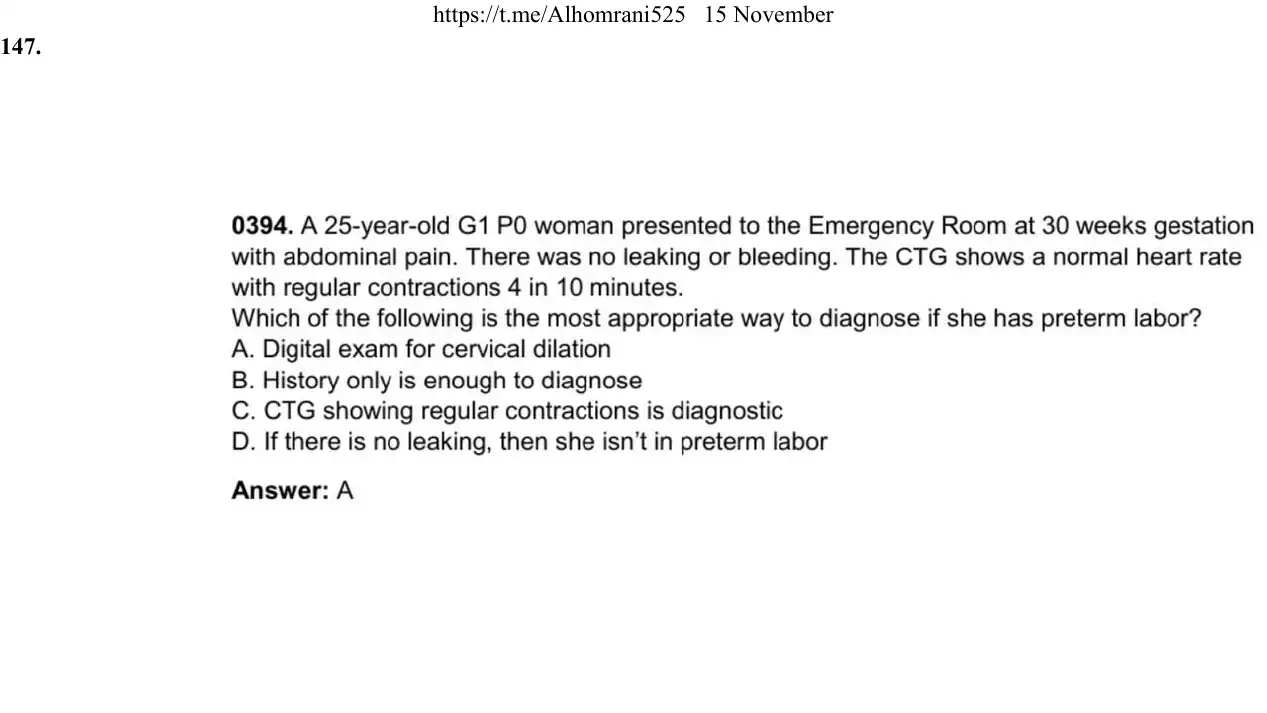 https://t.me/Alhomrani525 15 November
147.
0394. A 25-year-old G1 P0 woman presented to the Emergency Room at 30 weeks gestation
with abdominal pain. There was no leaking or bleeding. The CTG shows a normal heart rate
with regular contractions 4 in 10 minutes.
Which of the following is the most appropriate way to diagnose if she has preterm labor?
A. Digital exam for cervical dilation
B. History only is enough to diagnose
C. CTG showing regular contractions is diagnostic
D. If there is no leaking, then she isn’t in preterm labor
Answer: A